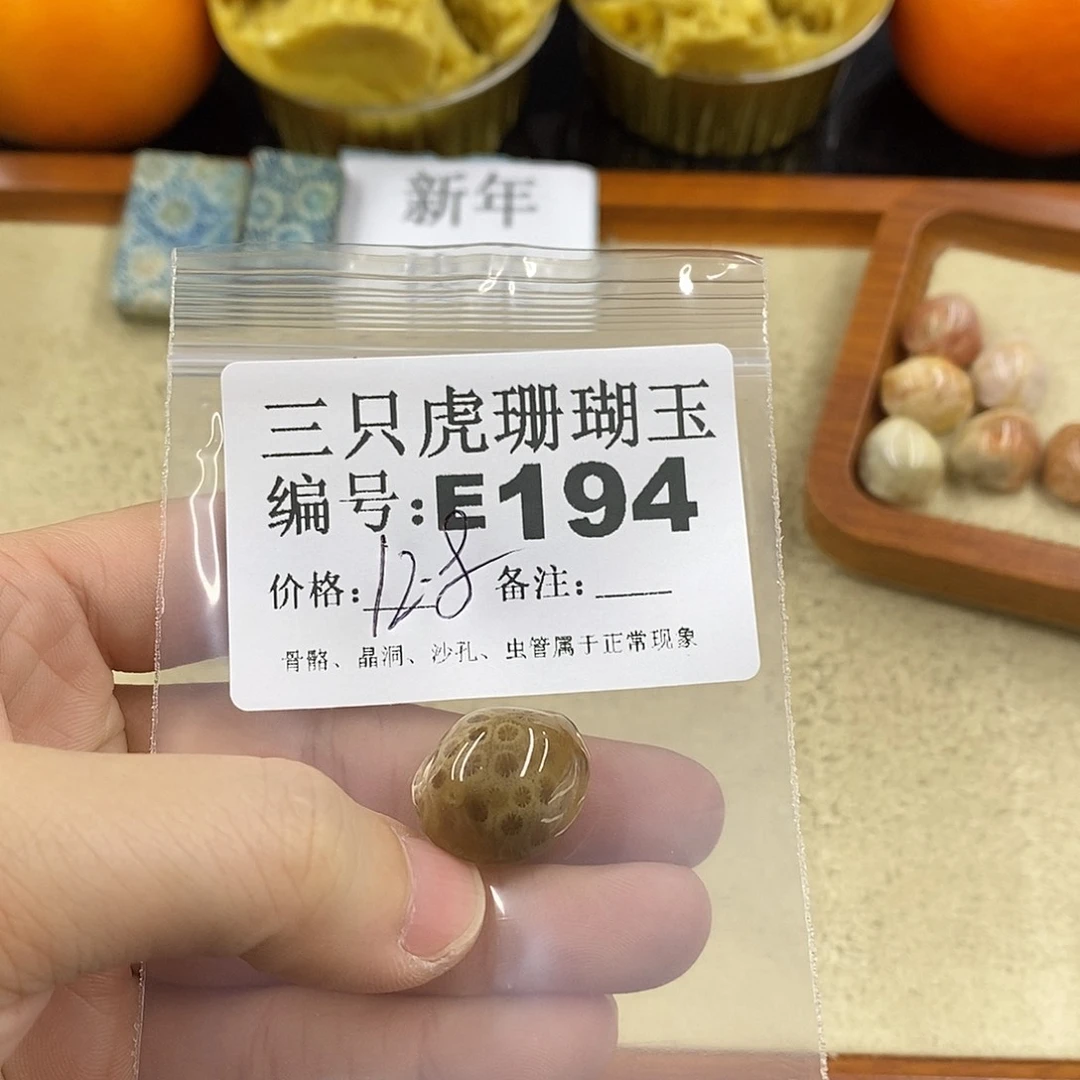 新年
三只虎珊瑚玉
编号:E194
价格:128 备注:
骨骼、晶洞、沙孔、虫管属于正常现象